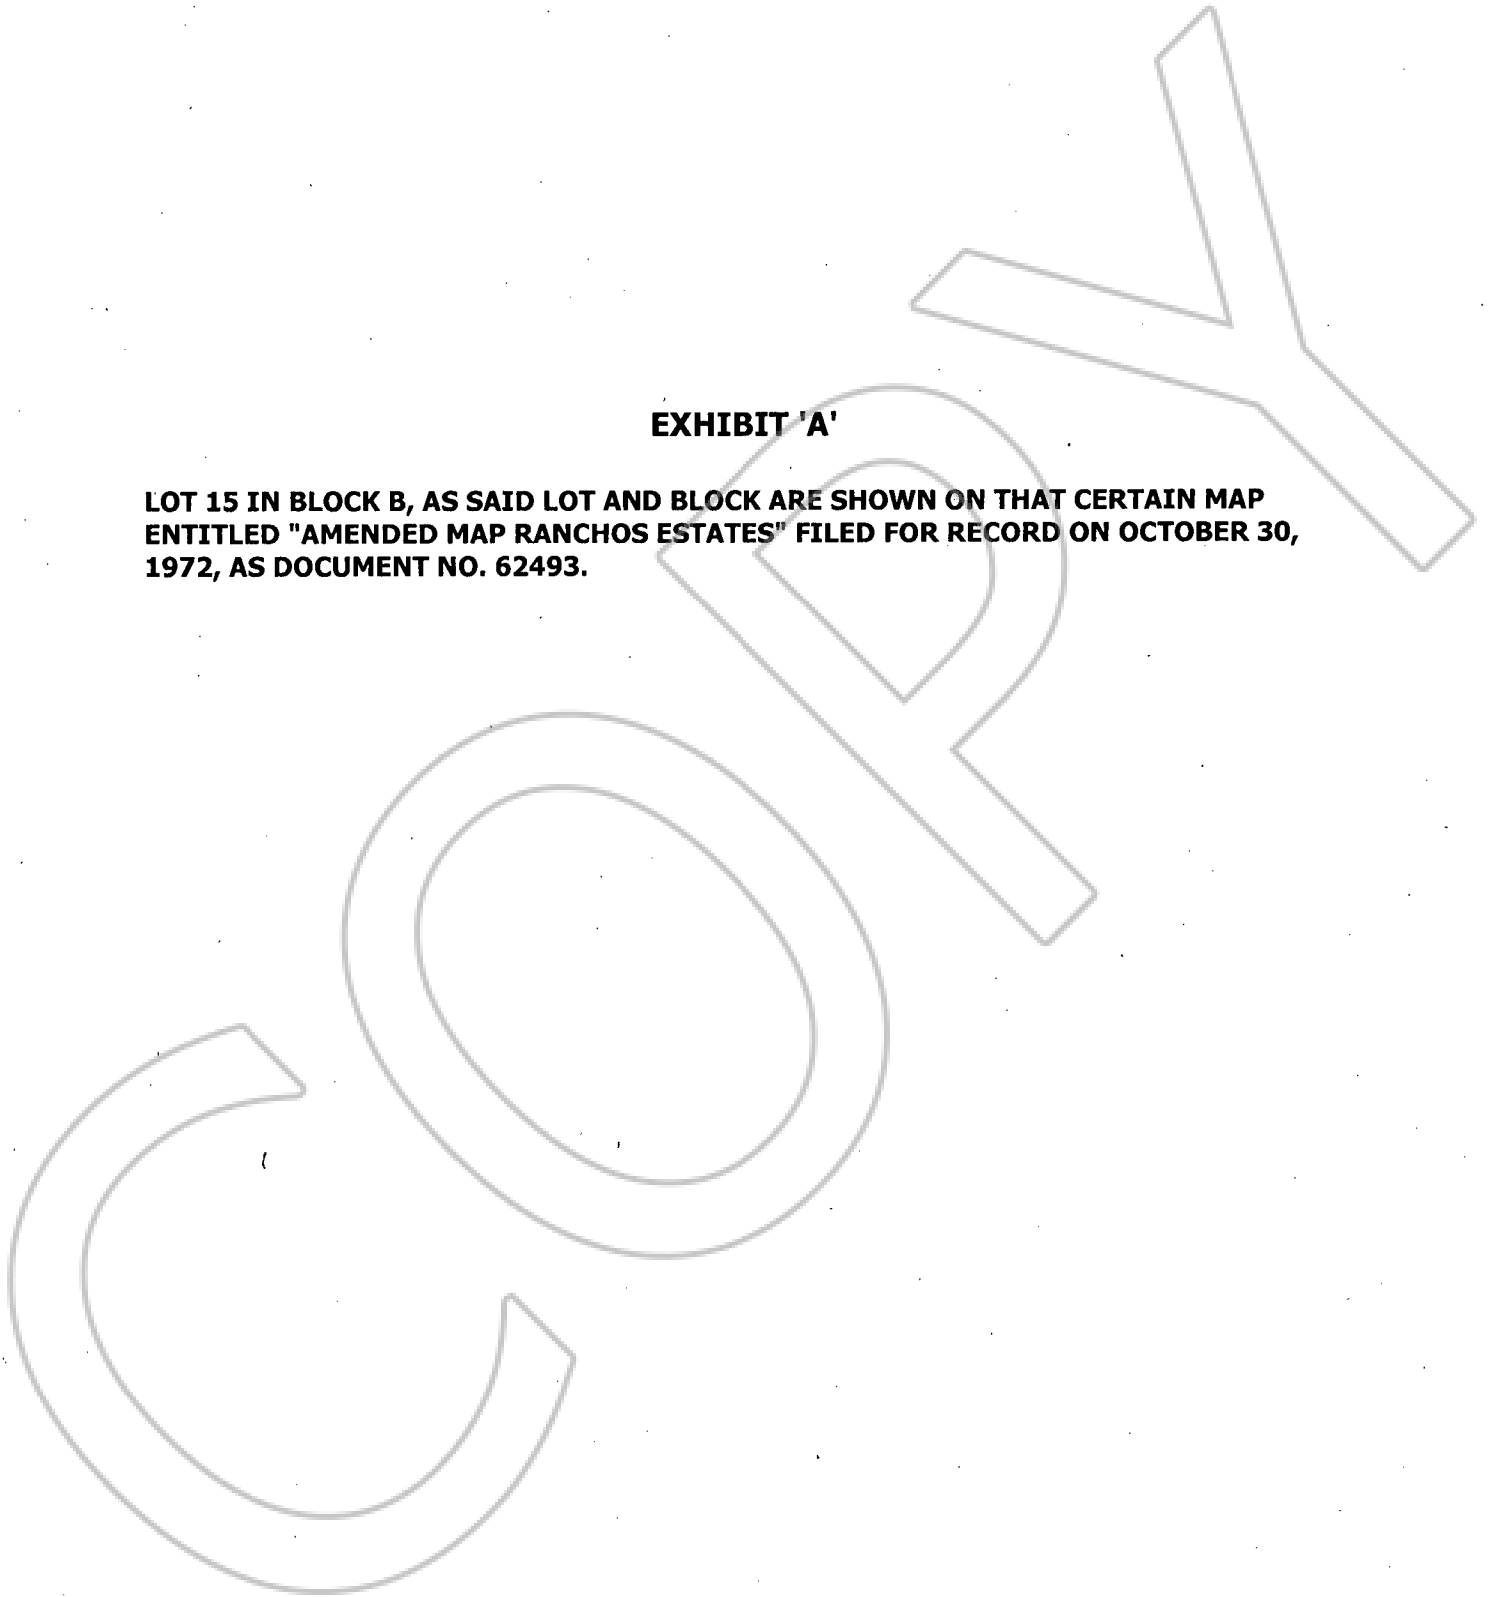 EXHIBIT 'A'
LOT 15 IN BLOCK B, AS SAID LOT AND BLOCK ARE SHOWN ON THAT CERTAIN MAP
ENTITLED "AMENDED MAP RANCHOS ESTATES" FILED FOR RECORD ON OCTOBER 30,
1972, AS DOCUMENT NO. 62493.
COPY